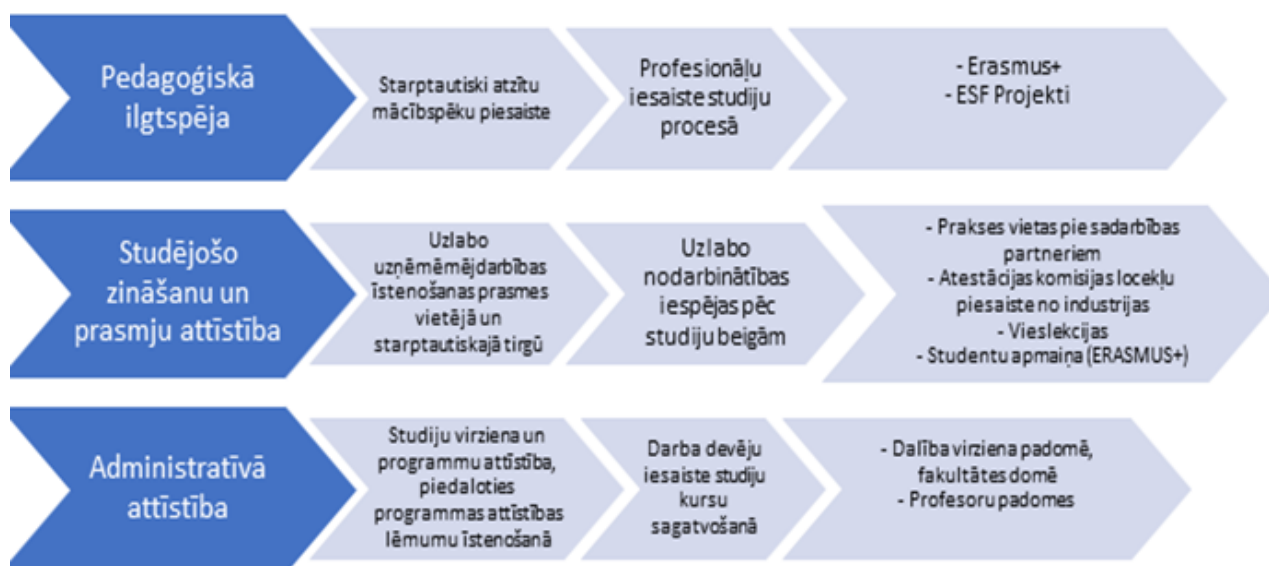 Pedagoģiskā
ilgtspēja
Starptautiski atzītu
mācībspēku piesaiste
Profesionāļu
iesaiste studiju
procesā
- Erasmus+
- ESF Projekti
Studējošo
zināšanu un
prasmju attīstība
Uzlabo
uzņēmēmējdarbības
īstenošanas prasmes
vietējā un
starptautiskajā tirgū
Uzlabo
nodarbinātības
iespējas pēc
studiju beigām
- Prakses vietas pie sadarbības
partneriem
- Atestācijas komisijas locekļu
piesaiste no industrijas
- Vieslekcijas
- Studentu apmaiņa (ERASMUS+)
Administratīvā
attīstība
Studiju virziena un
programmu attīstība,
piedaloties
programmas attīstības
lēmumu īstenošanā
Darba devēju
iesaiste studiju
kursu
sagatvošanā
- Dalība virziena padomē,
fakultātes domē
- Profesoru padomes